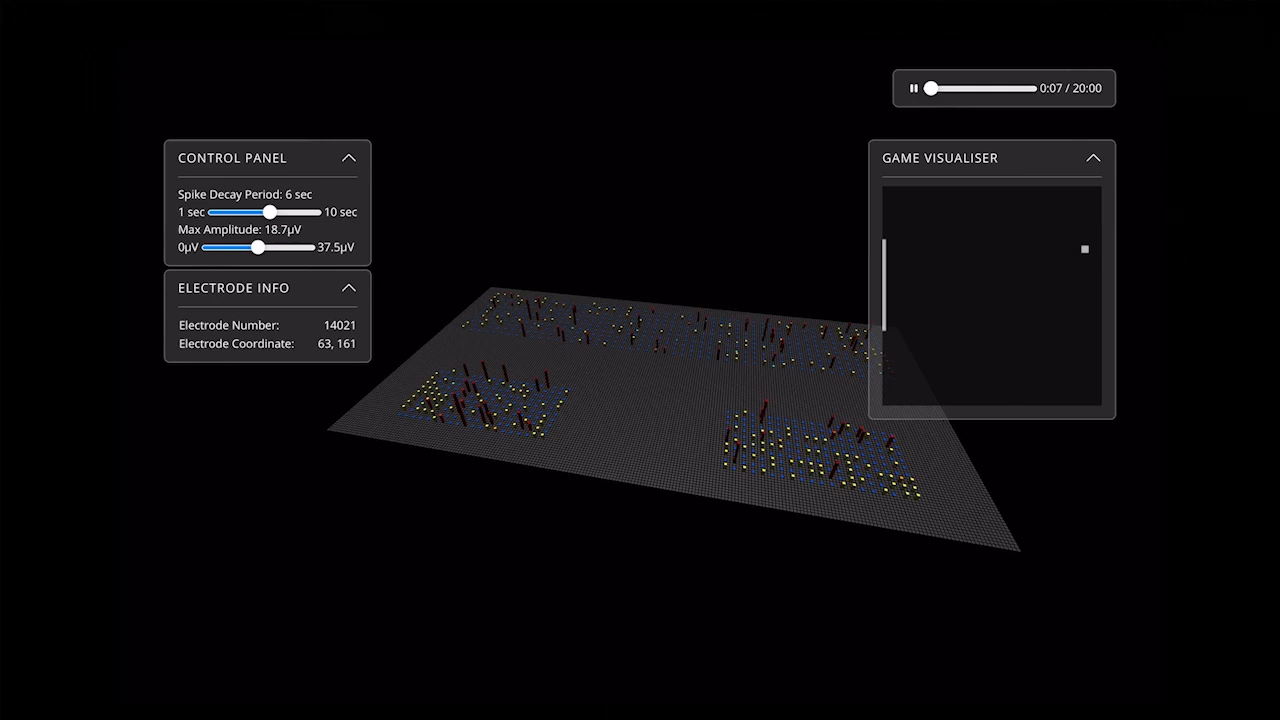 0:07 / 20:00
CONTROL PANEL
Spike Decay Period: 6 sec
1 sec 10 sec
Max Amplitude: 18.7µV
0µV 37.5µV
ELECTRODE INFO
Electrode Number: 14021
Electrode Coordinate: 63, 161
GAME VISUALISER